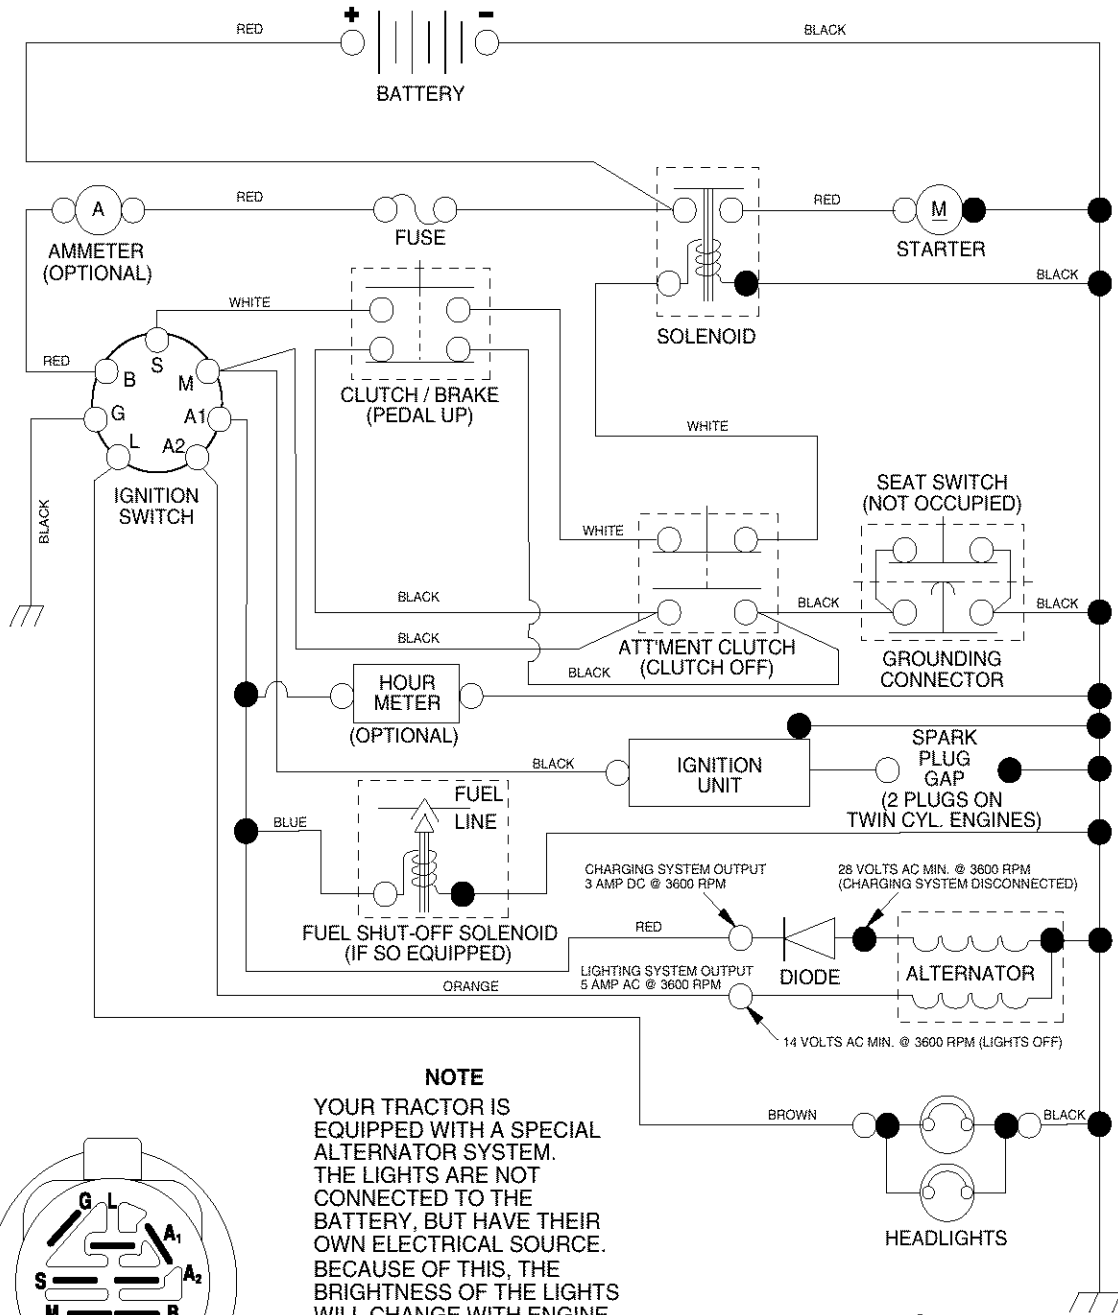 + -
RED
BLACK
BATTERY
A
RED
FUSE
RED
M
AMMETER
(OPTIONAL)
STARTER
WHITE
BLACK
SOLENOID
RED
S
B
M
G
A1
L
A2
CLUTCH / BRAKE
(PEDAL UP)
WHITE
IGNITION
SWITCH
BLACK
SEAT SWITCH
(NOT OCCUPIED)
WHITE
BLACK
BLACK
BLACK
BLACK
ATT'MENT CLUTCH
(CLUTCH OFF)
BLACK
GROUNDING
CONNECTOR
HOUR
METER
(OPTIONAL)
BLACK
IGNITION
UNIT
SPARK
PLUG
GAP
(2 PLUGS ON
TWIN CYL. ENGINES)
FUEL
LINE
BLUE
CHARGING SYSTEM OUTPUT
3 AMP DC @ 3600 RPM
28 VOLTS AC MIN. @ 3600 RPM
(CHARGING SYSTEM DISCONNECTED)
FUEL SHUT-OFF SOLENOID
(IF SO EQUIPPED)
RED
DIODE
ALTERNATOR
LIGHTING SYSTEM OUTPUT
5 AMP AC @ 3600 RPM
ORANGE
14 VOLTS AC MIN. @ 3600 RPM (LIGHTS OFF)
BROWN
BLACK
HEADLIGHTS
NOTE
YOUR TRACTOR IS
EQUIPPED WITH A SPECIAL
ALTERNATOR SYSTEM.
THE LIGHTS ARE NOT
CONNECTED TO THE
BATTERY, BUT HAVE THEIR
OWN ELECTRICAL SOURCE.
BECAUSE OF THIS, THE
BRIGHTNESS OF THE LIGHTS
WILL CHANGE WITH ENGINE
G L
A1
S
A2
M
B